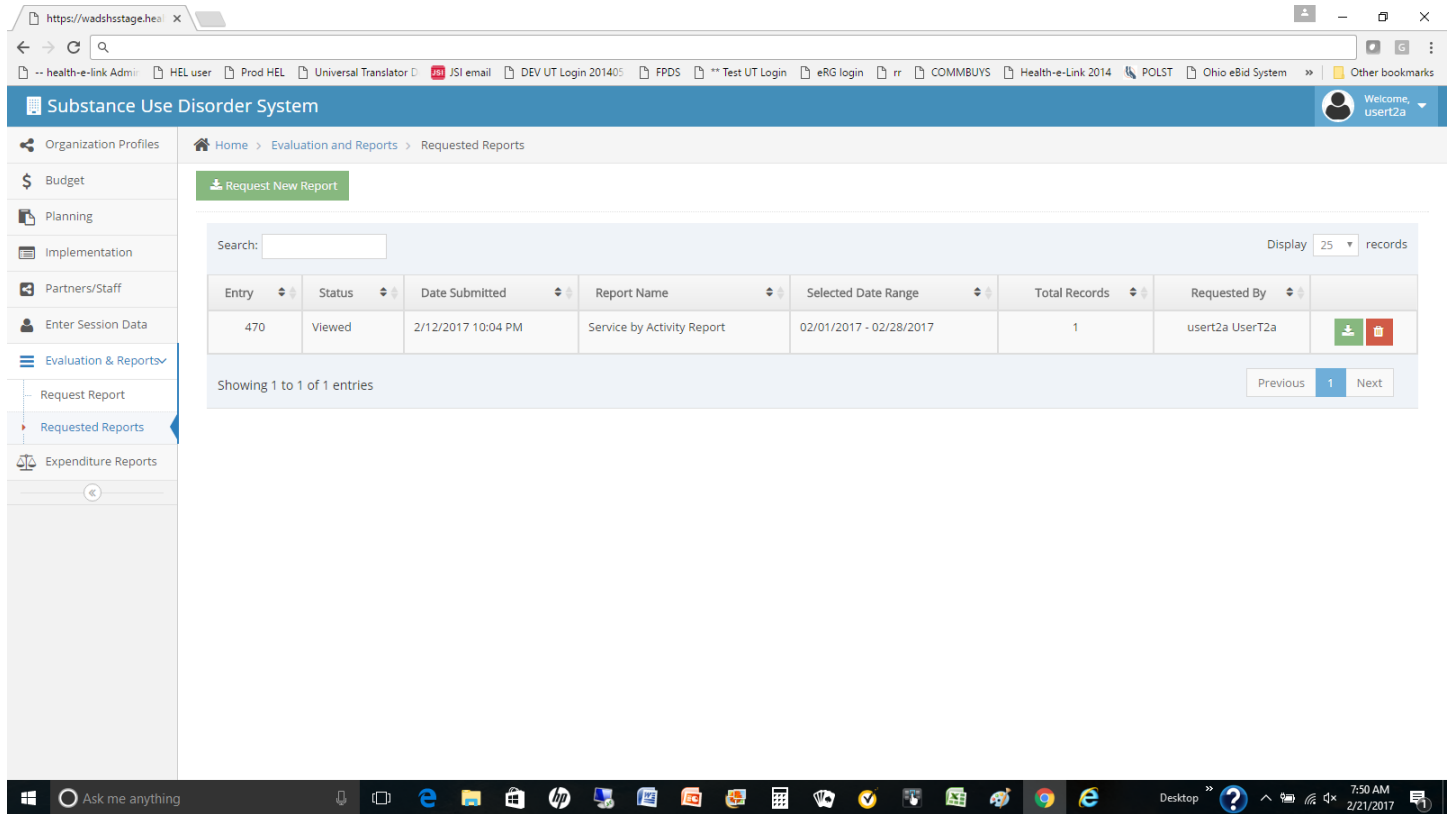 https://wadshsstage.heal
-- health-e-link Admin HEL user Prod HEL Universal Translator D JSI JSI email DEV UT Login 201405 FPDS ** Test UT Login eRG login rr COMMBUYS Health-e-Link 2014 POLST Ohio eBid System » Other bookmarks
Substance Use Disorder System
Welcome,
usert2a
Organization Profiles
Budget
Planning
Implementation
Partners/Staff
Enter Session Data
Evaluation & Reports
Request Report
Requested Reports
Expenditure Reports
Home > Evaluation and Reports > Requested Reports
Request New Report
Search:
Display 25 records
Entry Status Date Submitted Report Name Selected Date Range Total Records Requested By
470 Viewed 2/12/2017 10:04 PM Service by Activity Report 02/01/2017 - 02/28/2017 1 usert2a UserT2a
Showing 1 to 1 of 1 entries
Previous 1 Next
Ask me anything
Desktop »
7:50 AM
2/21/2017